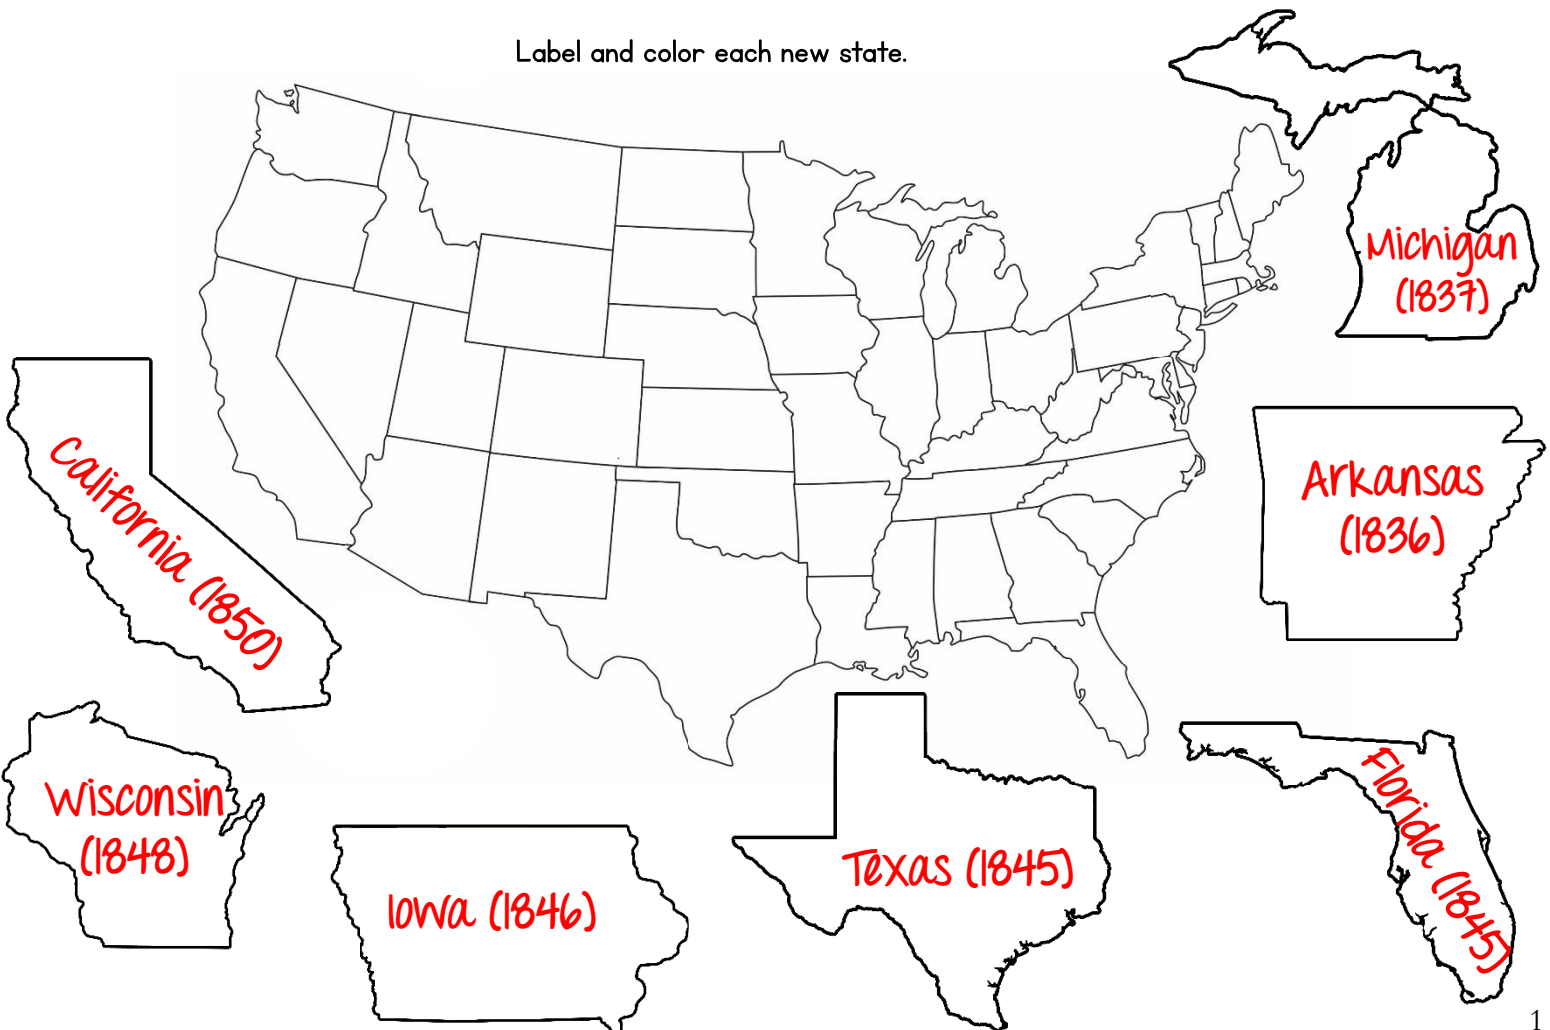 Label and color each new state.
Michigan
(1837)
Arkansas
(1836)
California (1850)
Wisconsin
(1848)
Iowa (1846)
Texas (1845)
Florida (1845)
1